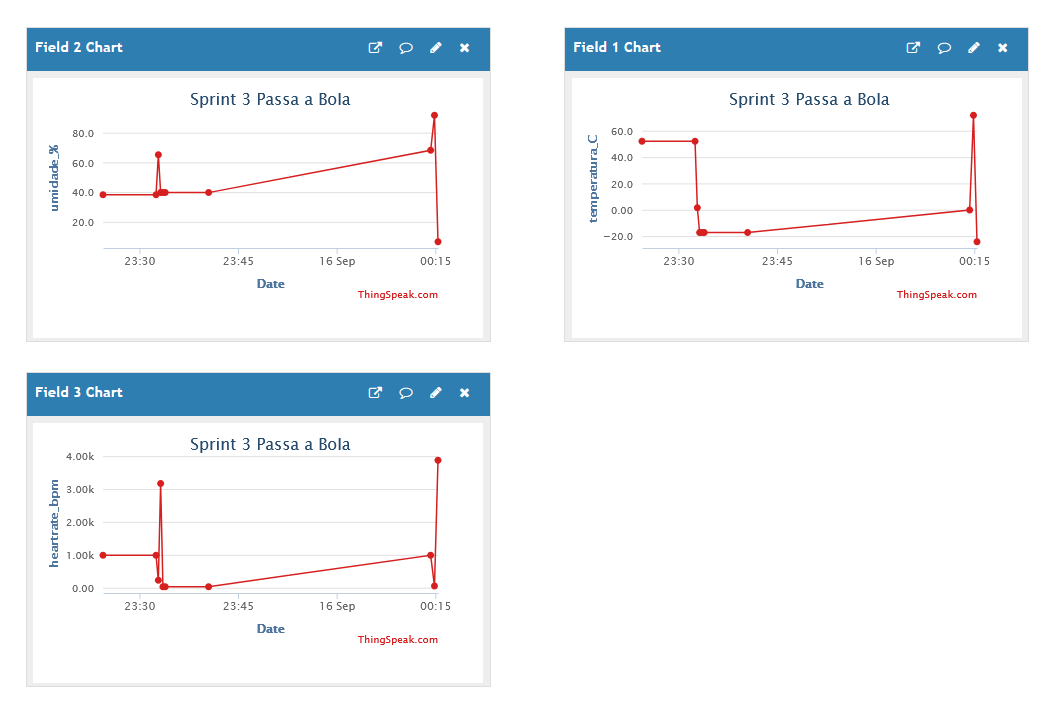 Field 2 Chart
Sprint 3 Passa a Bola
umidade_%
80.0
60.0
40.0
20.0
23:30 23:45 16 Sep 00:15
Date
ThingSpeak.com
Field 1 Chart
Sprint 3 Passa a Bola
temperatura_C
60.0
40.0
20.0
0.00
−20.0
23:30 23:45 16 Sep 00:15
Date
ThingSpeak.com
Field 3 Chart
Sprint 3 Passa a Bola
heartrate_bpm
4.00k
3.00k
2.00k
1.00k
0.00
23:30 23:45 16 Sep 00:15
Date
ThingSpeak.com